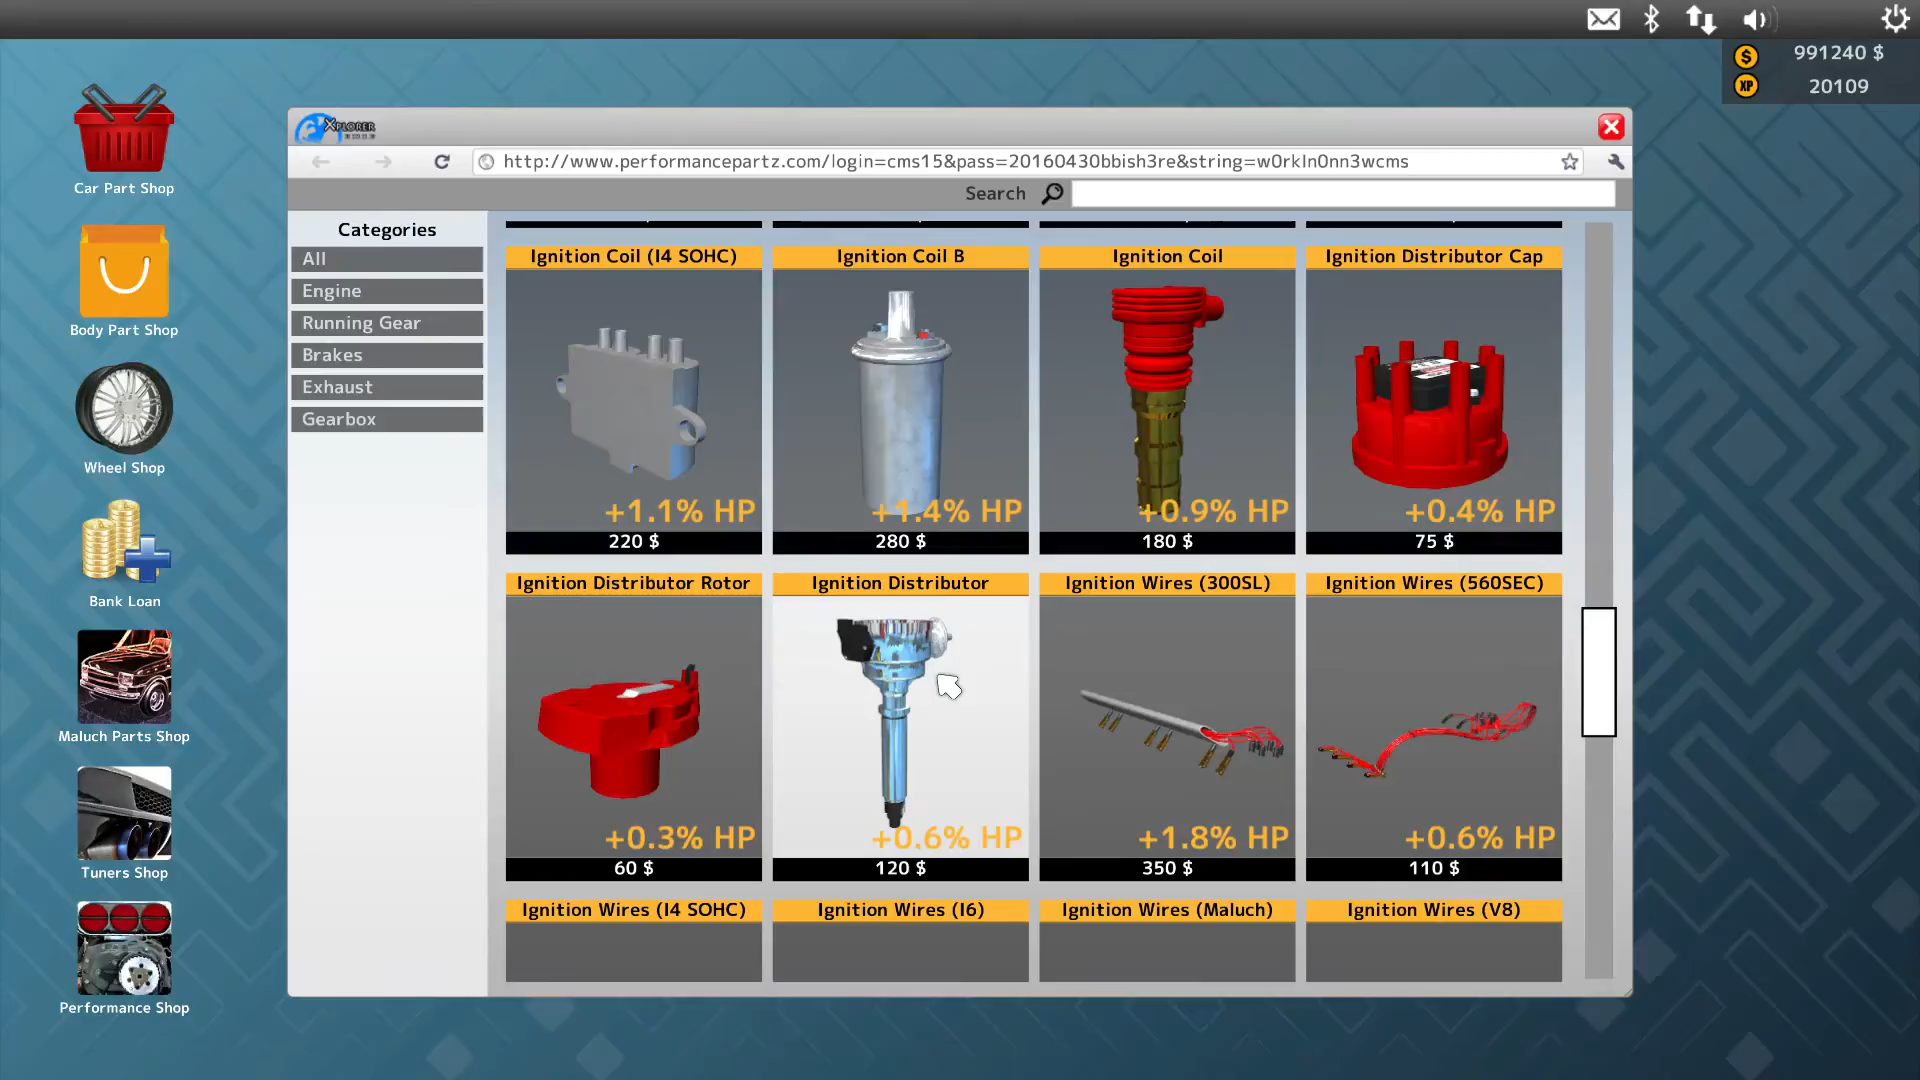 991240 $
XP 20109
Car Part Shop
Body Part Shop
Wheel Shop
Bank Loan
Maluch Parts Shop
Tuners Shop
Performance Shop
XPLORER
http://www.performancepartz.com/login=cms15&pass=20160430bbish3re&string=w0rkIn0nn3wcms
Search
Categories
All
Engine
Running Gear
Brakes
Exhaust
Gearbox
Ignition Coil (I4 SOHC)
+1.1% HP
220 $
Ignition Coil B
+1.4% HP
280 $
Ignition Coil
+0.9% HP
180 $
Ignition Distributor Cap
+0.4% HP
75 $
Ignition Distributor Rotor
+0.3% HP
60 $
Ignition Distributor
+0.6% HP
120 $
Ignition Wires (300SL)
+1.8% HP
350 $
Ignition Wires (560SEC)
+0.6% HP
110 $
Ignition Wires (I4 SOHC)
Ignition Wires (I6)
Ignition Wires (Maluch)
Ignition Wires (V8)